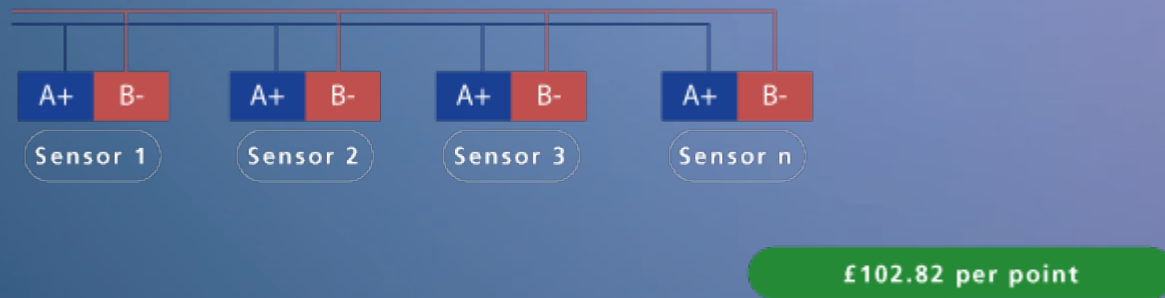 A+ B- A+ B- A+ B- A+ B-
Sensor 1 Sensor 2 Sensor 3 Sensor n
£102.82 per point